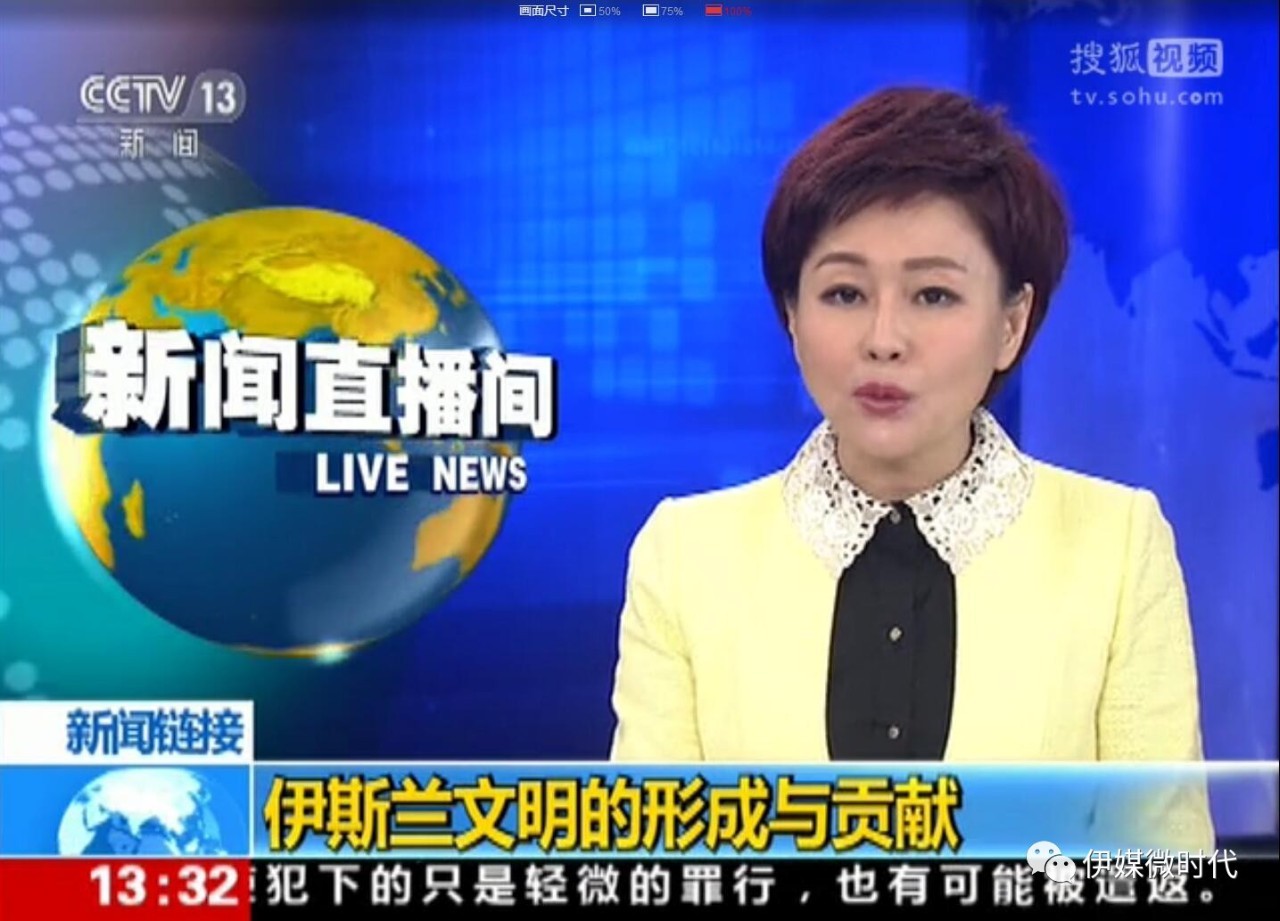 画面尺寸 50% 75% 100%
搜狐视频
tv.sohu.com
CCTV 13
新闻
新闻直播间
LIVE NEWS
新闻链接
伊斯兰文明的形成与贡献
13:32 犯下的只是轻微的罪行，也有可能被遣返。
伊媒微时代